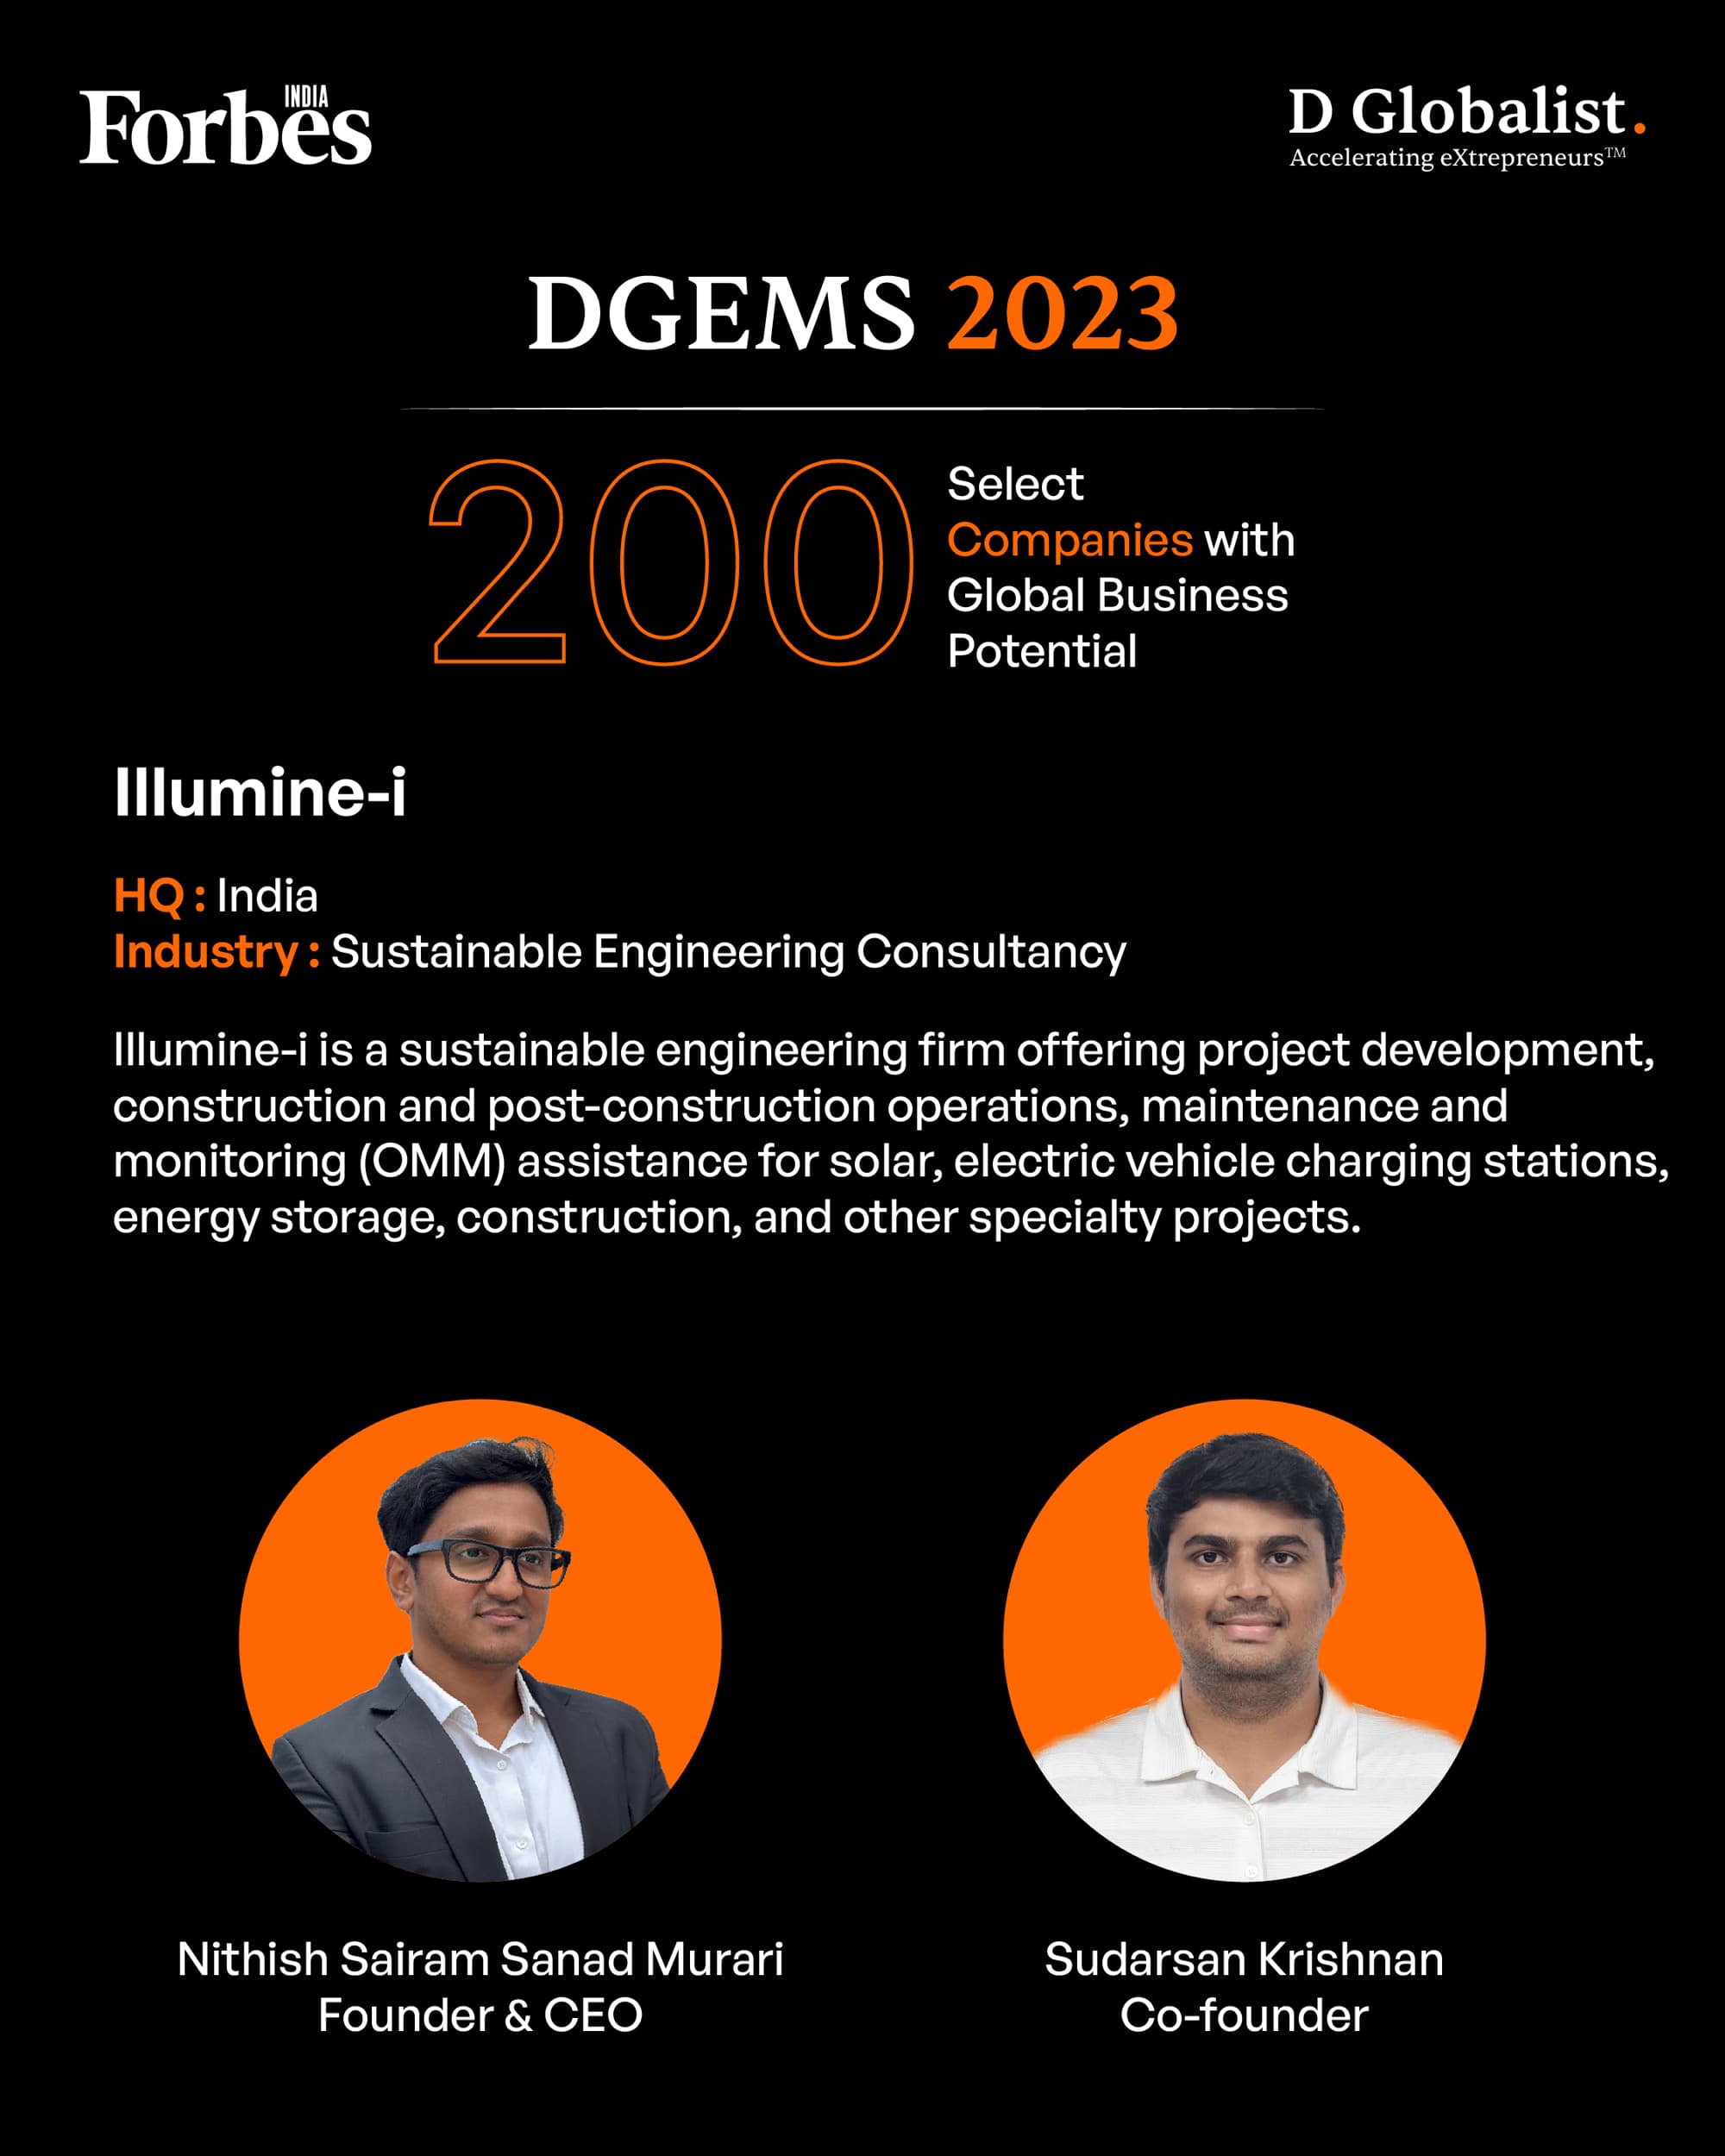 Forbes INDIA
D Globalist.
Accelerating eXtrepreneurs™
DGEMS 2023
200
Select
Companies with
Global Business
Potential
Illumine-i
HQ : India
Industry : Sustainable Engineering Consultancy
Illumine-i is a sustainable engineering firm offering project development,
construction and post-construction operations, maintenance and
monitoring (OMM) assistance for solar, electric vehicle charging stations,
energy storage, construction, and other specialty projects.
Nithish Sairam Sanad Murari
Founder & CEO
Sudarsan Krishnan
Co-founder